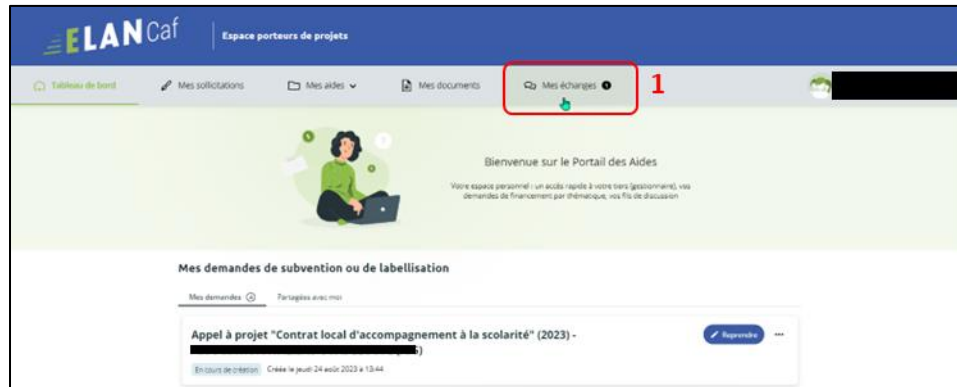 ELAN Caf
Espace porteurs de projets
Tableau de bord
Mes sollicitations
Mes aides
Mes documents
Mes échanges
1
Bienvenue sur le Portail des Aides
Votre espace personnel : un accès rapide à votre tiers (gestionnaire), vos
demandes de financement par thématique, vos fils de discussion
Mes demandes de subvention ou de labellisation
Mes demandes
Partagées avec moi
Appel à projet "Contrat local d'accompagnement à la scolarité" (2023) -
Reprendre
En cours de création
Créée le jeudi 24 août 2023 à 13:44